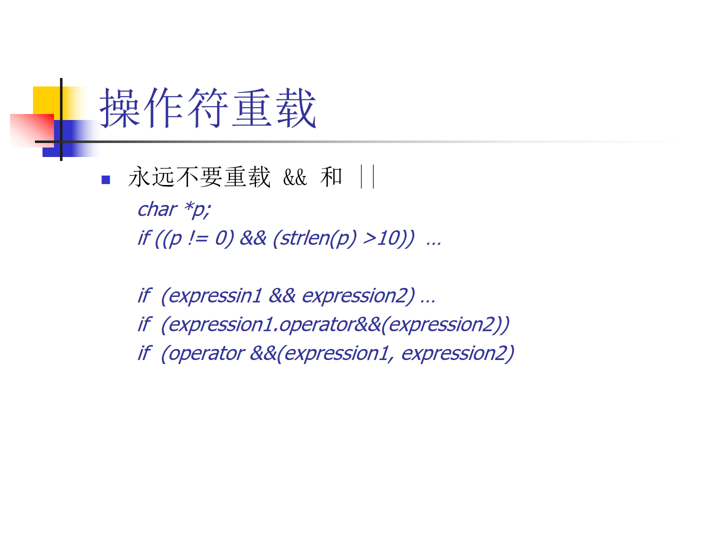 操作符重载
永远不要重载 && 和 ||
char *p;
if ((p != 0) && (strlen(p) >10)) …
if (expressin1 && expression2) …
if (expression1.operator&&(expression2))
if (operator &&(expression1, expression2)